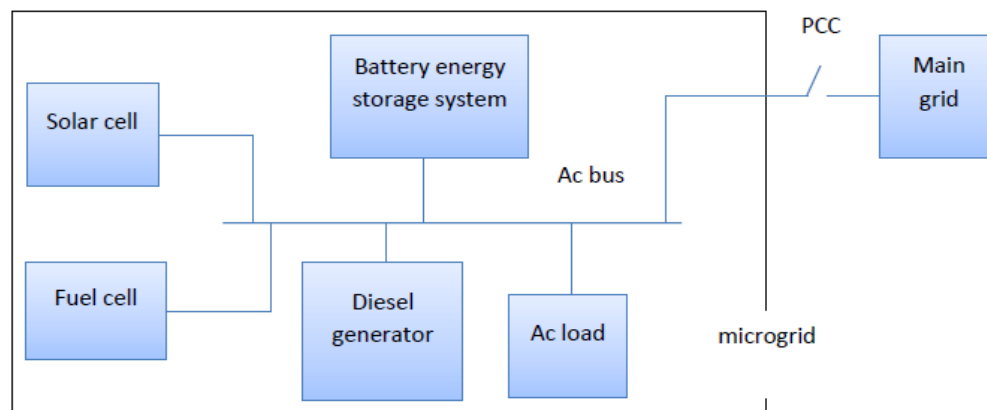 PCC
Battery energy
storage system
Main
grid
Solar cell
Ac bus
Fuel cell
Diesel
generator
Ac load
microgrid